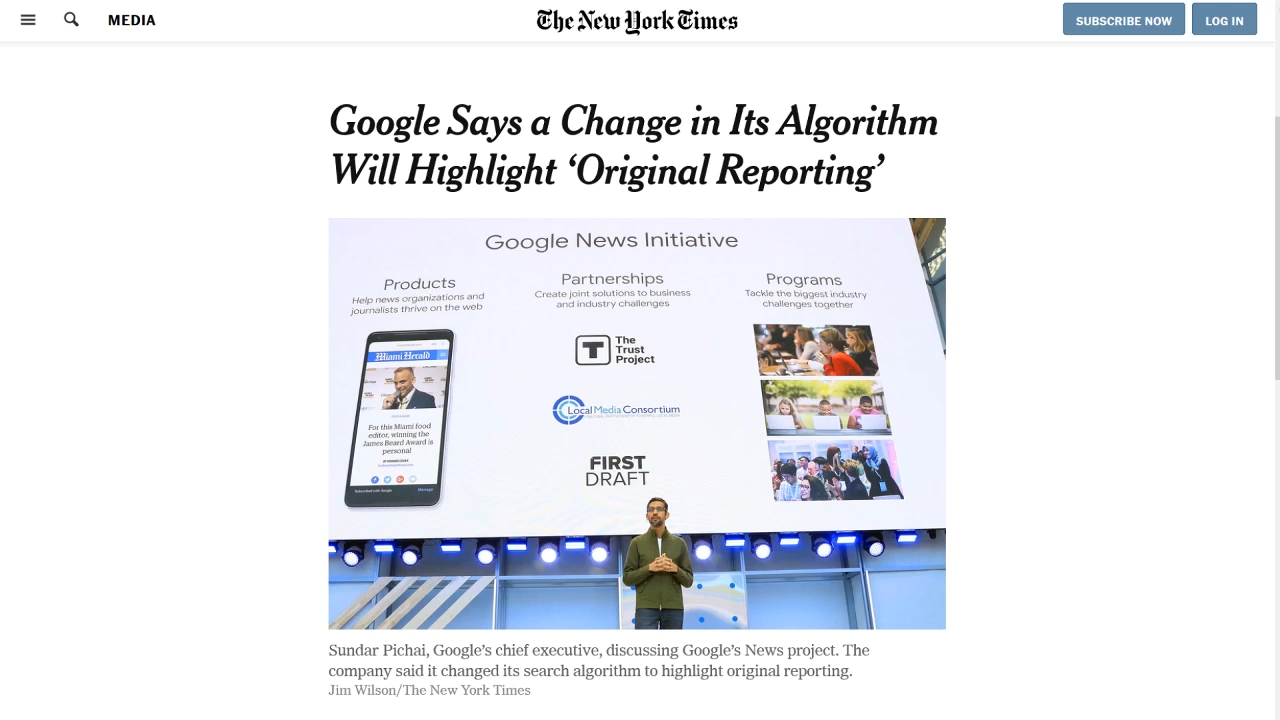 MEDIA
The New York Times
SUBSCRIBE NOW
LOG IN
Google Says a Change in Its Algorithm
Will Highlight ‘Original Reporting’
Google News Initiative
Products
Help news organizations and
journalists thrive on the web
Partnerships
Create joint solutions to business
and industry challenges
Programs
Tackle the biggest industry
challenges together
Miami Herald
For this Miami food
editor, winning the
James Beard Award is
personal
Subscribed with Google
Manage
T
The
Trust
Project
Local Media Consortium
FIRST
DRAFT
Sundar Pichai, Google’s chief executive, discussing Google’s News project. The
company said it changed its search algorithm to highlight original reporting.
Jim Wilson/The New York Times